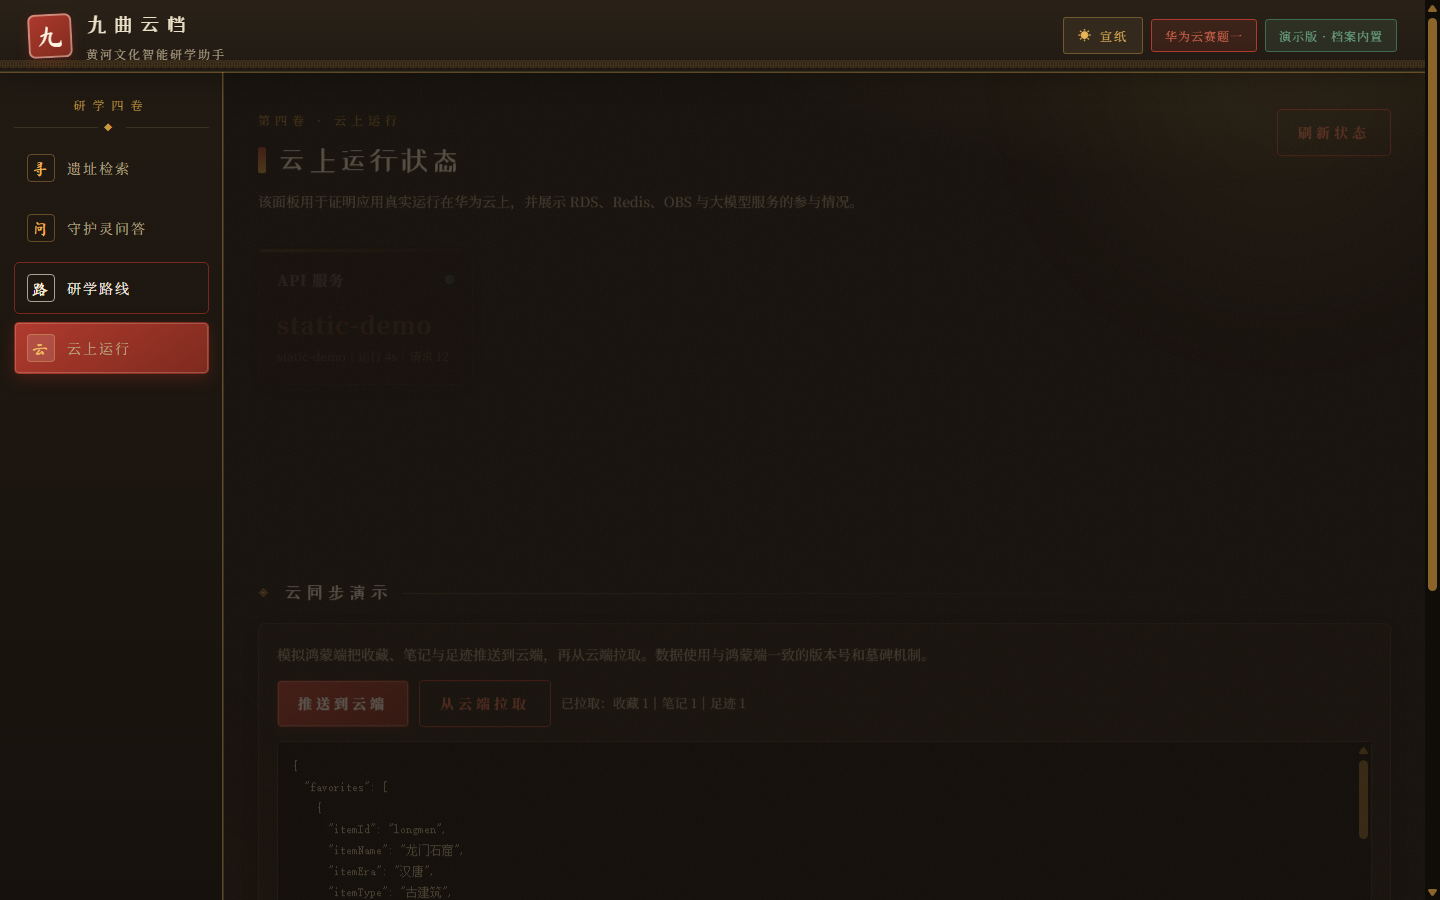 九
九曲云档
黄河文化智能研学助手
宣纸
华为云赛题一
演示版 · 档案内置
研学四卷
寻 遗址检索
问 守护灵问答
路 研学路线
云 云上运行
第四卷 · 云上运行
云上运行状态
刷新状态
该面板用于证明应用真实运行在华为云上，并展示 RDS、Redis、OBS 与大模型服务的参与情况。
API 服务
static-demo
static-demo | 运行 4s | 请求 12
云同步演示
模拟鸿蒙端把收藏、笔记与足迹推送到云端，再从云端拉取。数据使用与鸿蒙端一致的版本号和墓碑机制。
推送到云端
从云端拉取
已拉取：收藏 1 | 笔记 1 | 足迹 1
{
"favorites": [
{
"itemId": "longmen",
"itemName": "龙门石窟",
"itemEra": "汉唐",
"itemType": "古建筑",